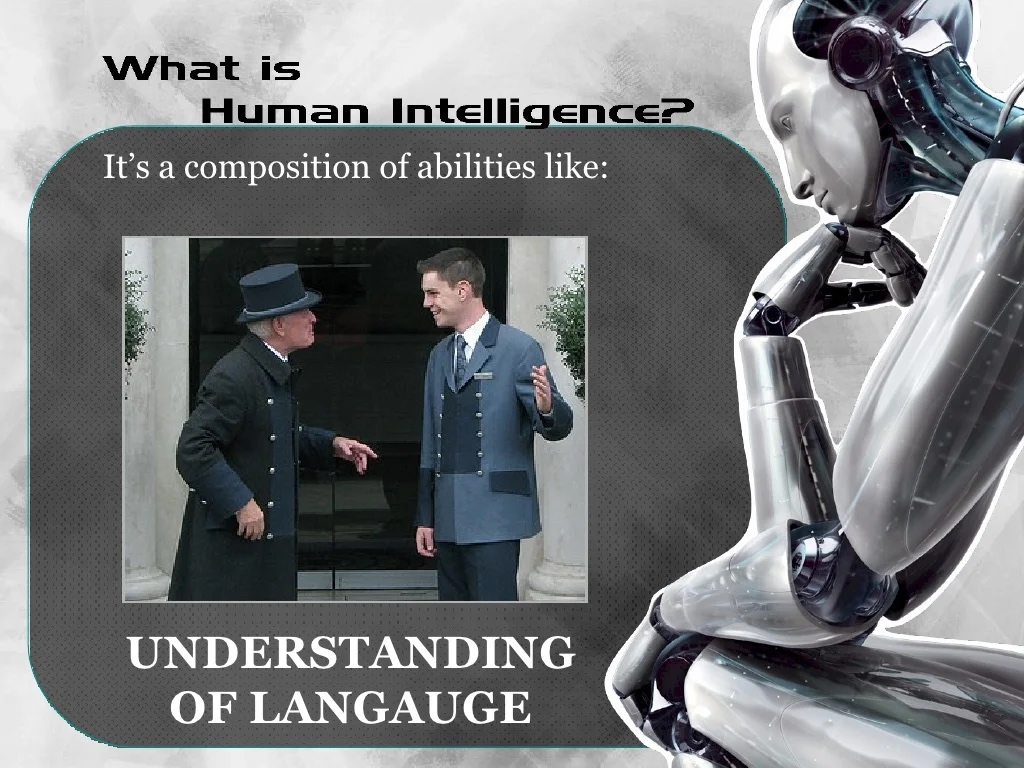 What is
Human Intelligence?
It’s a composition of abilities like:
UNDERSTANDING
OF LANGAUGE